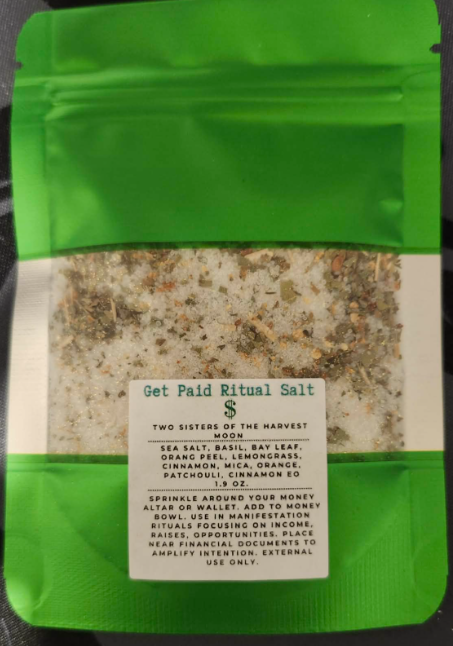 Get Paid Ritual Salt
$
TWO SISTERS OF THE HARVEST
MOON
SEA SALT, BASIL, BAY LEAF,
ORANG PEEL, LEMONGRASS,
CINNAMON, MICA, ORANGE,
PATCHOULI, CINNAMON EO
1.9 OZ.
SPRINKLE AROUND YOUR MONEY
ALTAR OR WALLET. ADD TO MONEY
BOWL. USE IN MANIFESTATION
RITUALS FOCUSING ON INCOME,
RAISES, OPPORTUNITIES. PLACE
NEAR FINANCIAL DOCUMENTS TO
AMPLIFY INTENTION. EXTERNAL
USE ONLY.